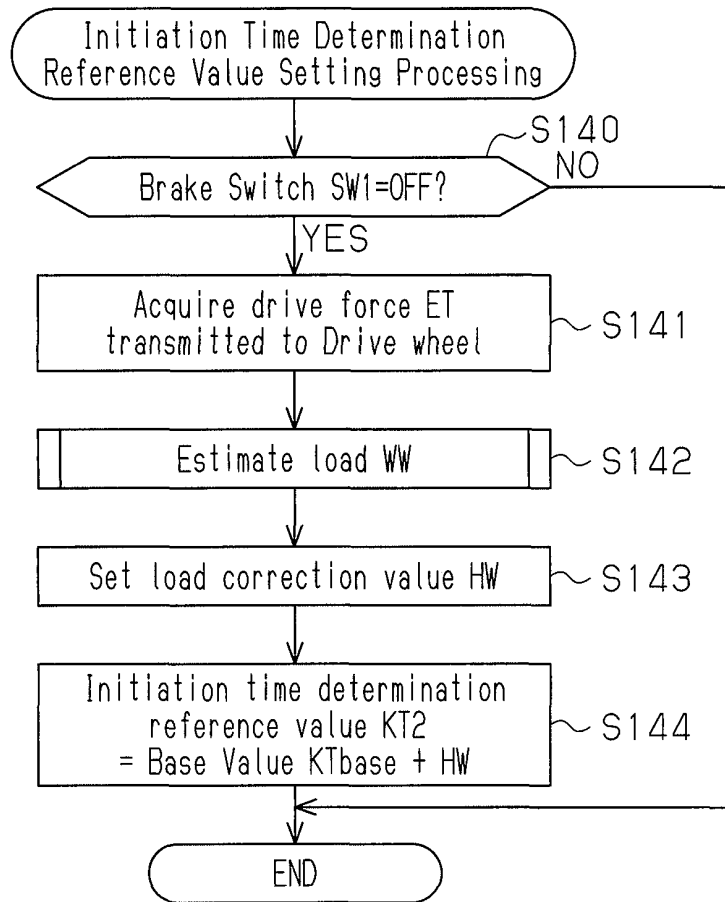 Initiation Time Determination
Reference Value Setting Processing
S140
Brake Switch SW1=OFF?
NO
YES
Acquire drive force ET
transmitted to Drive wheel
S141
Estimate load WW
S142
Set load correction value HW
S143
Initiation time determination
reference value KT2
= Base Value KTbase + HW
S144
END